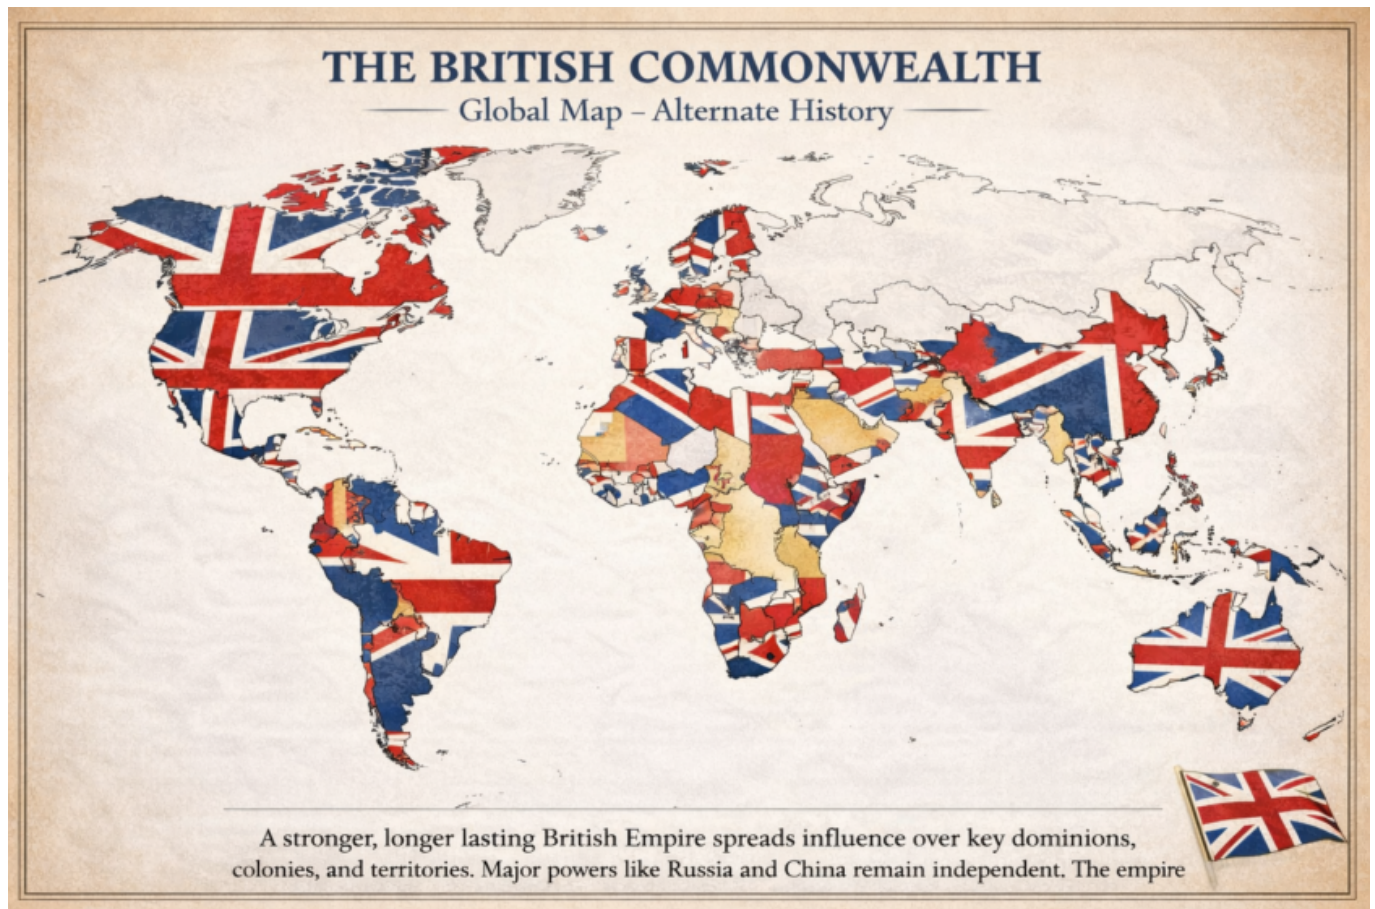 THE BRITISH COMMONWEALTH
Global Map – Alternate History
A stronger, longer lasting British Empire spreads influence over key dominions,
colonies, and territories. Major powers like Russia and China remain independent. The empire